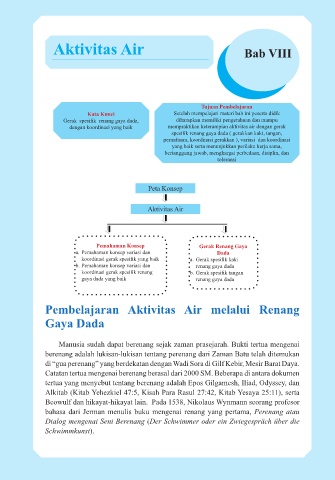 Aktivitas Air
Bab VIII
Kata Kunci
Gerak spesifik renang gaya dada,
dengan koordinasi yang baik
Tujuan Pembelajaran
Setelah mempelajari materi bab ini peserta didik
diharapkan memiliki pengetahuan dan mampu
mempraktikan keterampilan aktivitas air dengan gerak
spesifik renang gaya dada ( gerakkan kaki, tangan,
pernafasan, koordinasi gerakkan ), variasi dan koordinasi
yang baik serta menunjukkan perilaku kerja sama,
bertanggung jawab, menghargai perbedaan, disiplin, dan
toleransi
Peta Konsep
Aktivitas Air
Pemahaman Konsep
a. Pemahaman konsep variasi dan
koordinasi gerak spesifik yang baik
b. Pemahaman konsep variasi dan
koordinasi gerak spesifik renang
gaya dada yang baik
Gerak Renang Gaya
Dada
a. Gerak spesifik kaki
renang gaya dada
b. Gerak spesifik tangan
renang gaya dada
Pembelajaran Aktivitas Air melalui Renang
Gaya Dada
Manusia sudah dapat berenang sejak zaman prasejarah. Bukti tertua mengenai
berenang adalah lukisan-lukisan tentang perenang dari Zaman Batu telah ditemukan
di “gua perenang” yang berdekatan dengan Wadi Sora di Gilf Kebir, Mesir Barat Daya.
Catatan tertua mengenai berenang berasal dari 2000 SM. Beberapa di antara dokumen
tertua yang menyebut tentang berenang adalah Epos Gilgamesh, Iliad, Odyssey, dan
Alkitab (Kitab Yehezkiel 47:5, Kisah Para Rasul 27:42, Kitab Yesaya 25:11), serta
Beowulf dan hikayat-hikayat lain. Pada 1538, Nikolaus Wynmann seorang profesor
bahasa dari Jerman menulis buku mengenai renang yang pertama, Perenang atau
Dialog mengenai Seni Berenang (Der Schwimmer oder ein Zwiegespräch über die
Schwimmkunst).